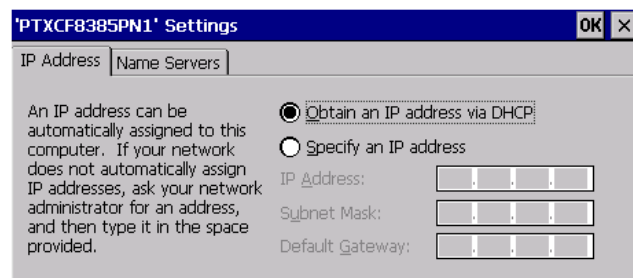 'PTXCF8385PN1' Settings
OK ×
IP Address
Name Servers
An IP address can be
automatically assigned to this
computer. If your network
does not automatically assign
IP addresses, ask your network
administrator for an address,
and then type it in the space
provided.
Obtain an IP address via DHCP
Specify an IP address
IP Address:
Subnet Mask:
Default Gateway: